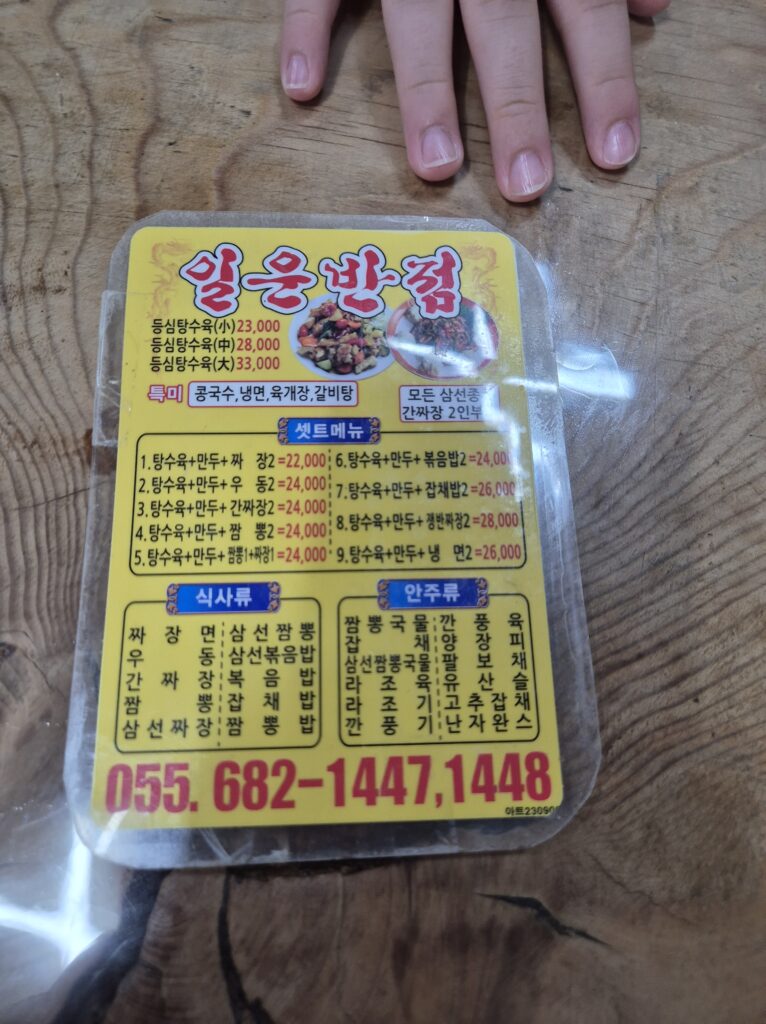 일운반점
등심탕수육(小)23,000
등심탕수육(中)28,000
등심탕수육(大)33,000
특미 콩국수,냉면,육개장,갈비탕
모든 삼선종
간짜장 2인부
셋트메뉴
1.탕수육+만두+짜 장2=22,000
2.탕수육+만두+우 동2=24,000
3.탕수육+만두+간짜장2=24,000
4.탕수육+만두+짬 뽕2=24,000
5.탕수육+만두+짬뽕1+짜장1=24,000
6.탕수육+만두+볶음밥2=24,000
7.탕수육+만두+잡채밥2=26,000
8.탕수육+만두+쟁반짜장2=28,000
9.탕수육+만두+냉 면2=26,000
식사류
짜 장 면 삼선짬뽕
우 동 삼선볶음밥
간 짜 장 복 음 밥
짬 뽕 잡 채 밥
삼선짜장 짬 뽕 밥
안주류
짬뽕국물 깐 풍 육
잡 채 양 장 피
삼선짬뽕국물 팔 보 채
라 조 육 유 산 슬
라 조 기 고추잡채
깐 풍 기 난자완스
055. 682-1447,1448
아트23090